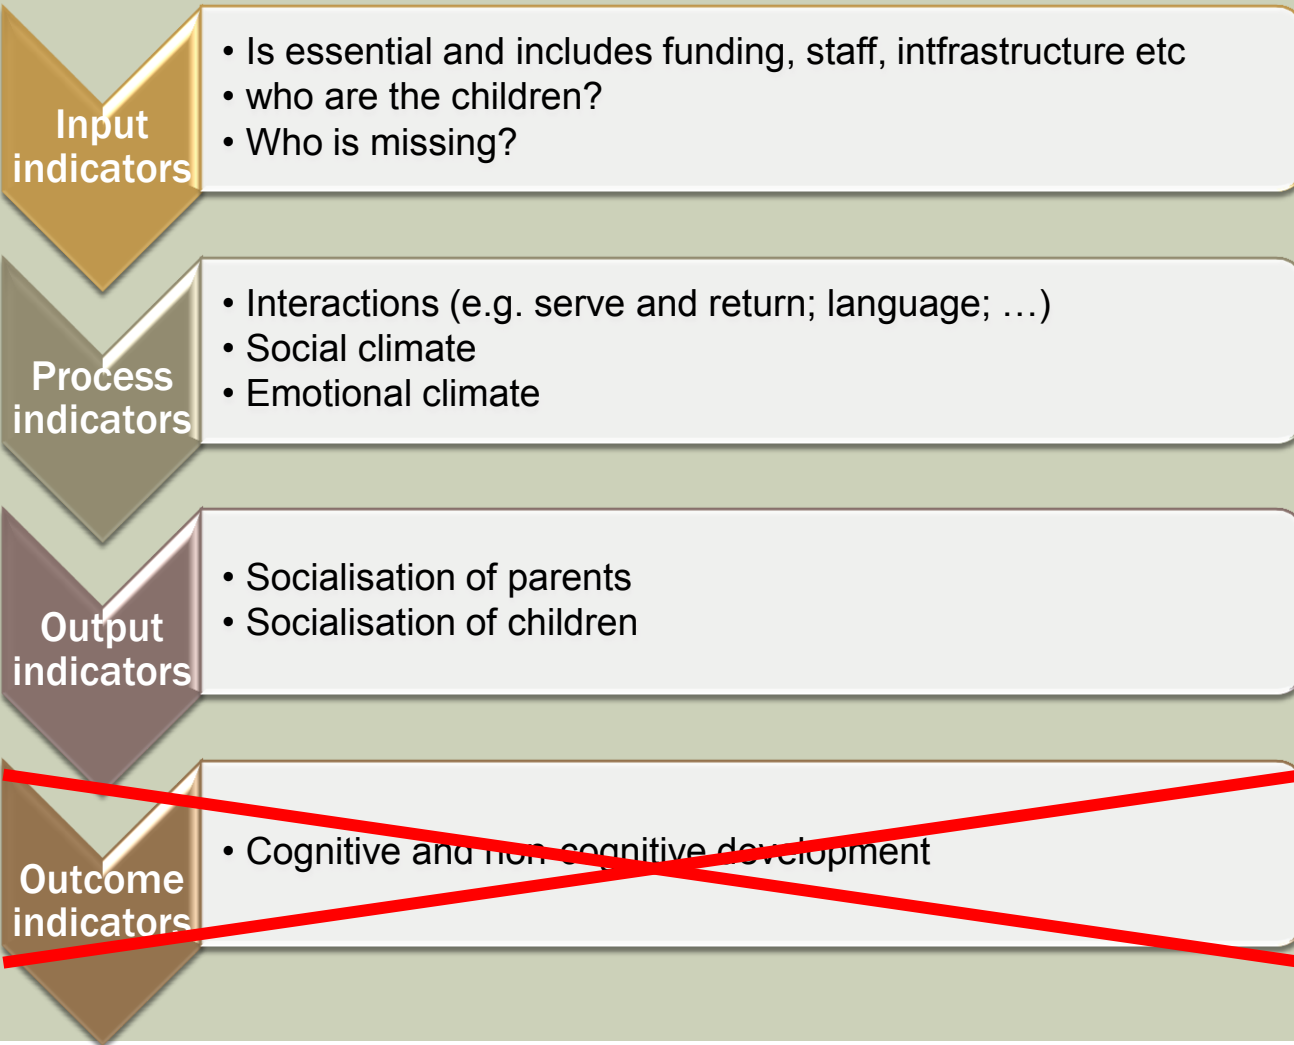 Input
indicators
• Is essential and includes funding, staff, intfrastructure etc
• who are the children?
• Who is missing?
Process
indicators
• Interactions (e.g. serve and return; language; …)
• Social climate
• Emotional climate
Output
indicators
• Socialisation of parents
• Socialisation of children
Outcome
indicators
• Cognitive and non-cognitive development